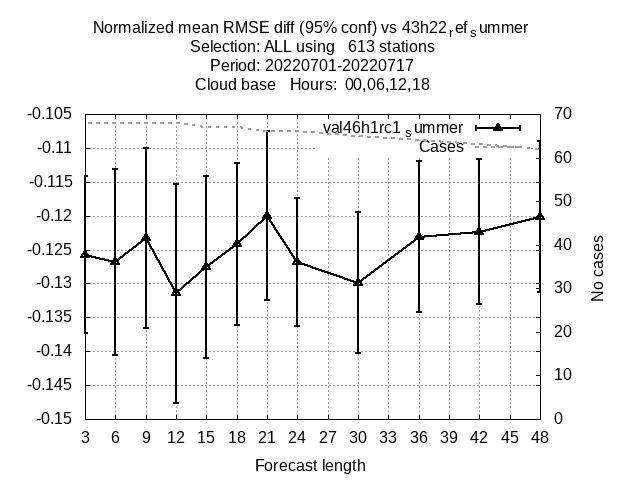 Normalized mean RMSE diff (95% conf) vs 43h22refsummer
Selection: ALL using 613 stations
Period: 20220701-20220717
Cloud base Hours: 00,06,12,18
-0.105
-0.11
-0.115
-0.12
-0.125
-0.13
-0.135
-0.14
-0.145
-0.15
val46h1rc1summer
Cases
70
60
50
40
30
20
10
0
No cases
3 6 9 12 15 18 21 24 27 30 33 36 39 42 45 48
Forecast length